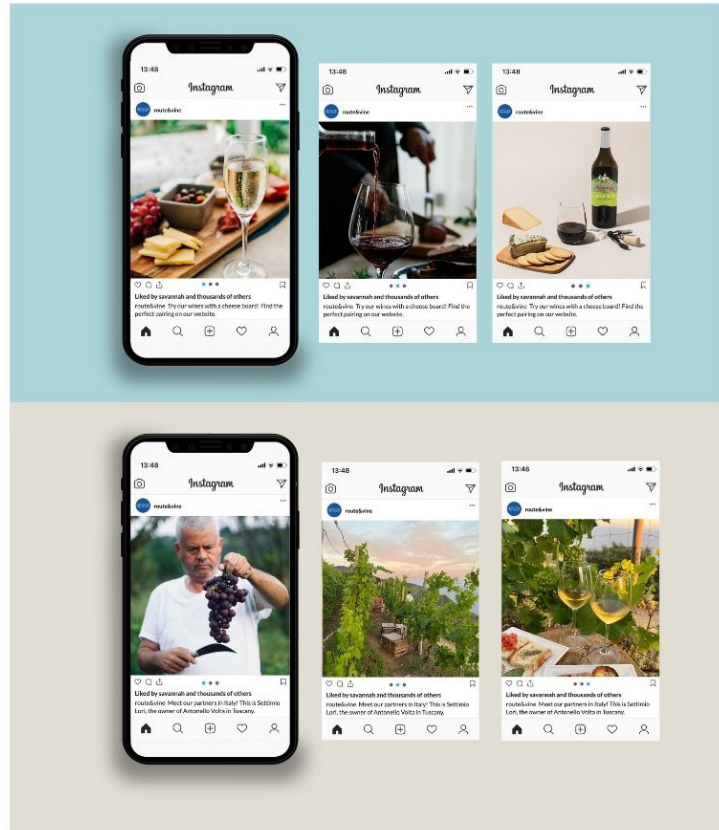 13:48
Instagram
route&vine
Liked by savannah and thousands of others
route&vine Try our wines with a cheese board! Find the
perfect pairing on our website.
13:48
Instagram
route&vine
Liked by savannah and thousands of others
route&vine Try our wines with a cheese board! Find the
perfect pairing on our website.
13:48
Instagram
route&vine
Liked by savannah and thousands of others
route&vine Try our wines with a cheese board! Find the
perfect pairing on our website.
13:48
Instagram
route&vine
Liked by savannah and thousands of others
route&vine Meet our partners in Italy! This is Settimio
Lori, the owner of Antonello Volta in Tuscany.
13:48
Instagram
route&vine
Liked by savannah and thousands of others
route&vine Meet our partners in Italy! This is Settimio
Lori, the owner of Antonello Volta in Tuscany.
13:48
Instagram
route&vine
Liked by savannah and thousands of others
route&vine Meet our partners in Italy! This is Settimio
Lori, the owner of Antonello Volta in Tuscany.